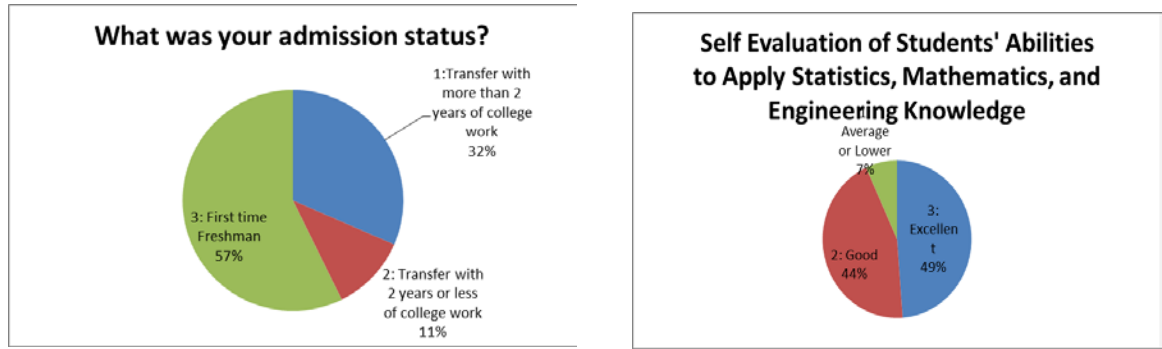 What was your admission status?
1:Transfer with
more than 2
years of college
work
32%
3: First time
Freshman
57%
2: Transfer with
2 years or less
of college work
11%
Self Evaluation of Students' Abilities
to Apply Statistics, Mathematics, and
Engineering Knowledge
Average
or Lower
7%
3:
Excellen
t
49%
2: Good
44%